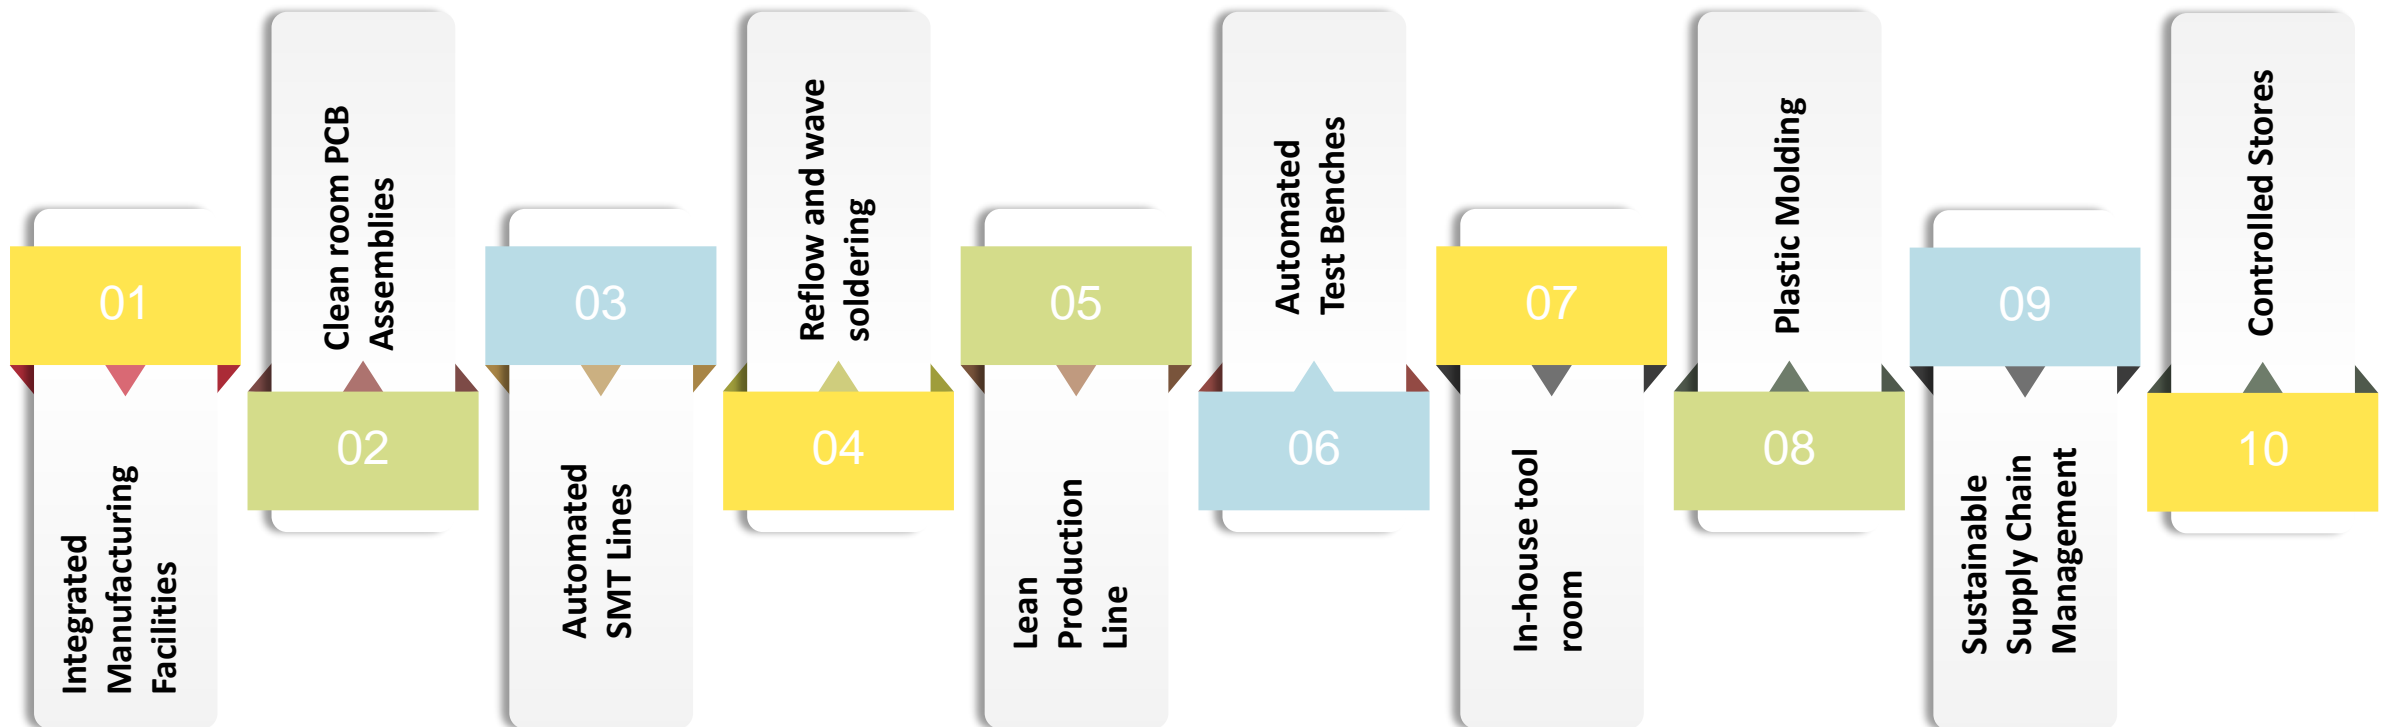 01
Integrated
Manufacturing
Facilities
02
Clean room PCB
Assemblies
03
Automated
SMT Lines
04
Reflow and wave
soldering
05
Lean
Production
Line
06
Automated
Test Benches
07
In-house tool
room
08
Plastic Molding
09
Sustainable
Supply Chain
Management
10
Controlled Stores